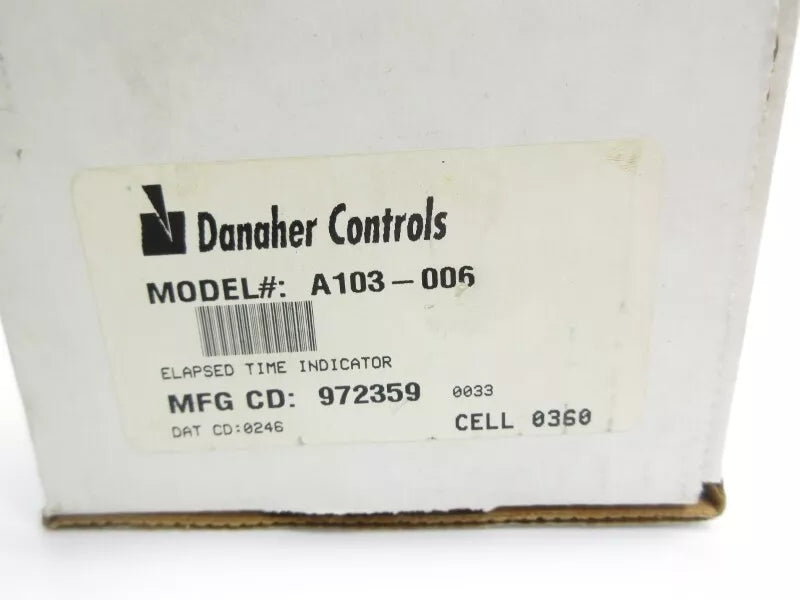 Danaher Controls
MODEL#: A103-006
ELAPSED TIME INDICATOR
MFG CD: 972359 0033
DAT CD:0246 CELL 0360